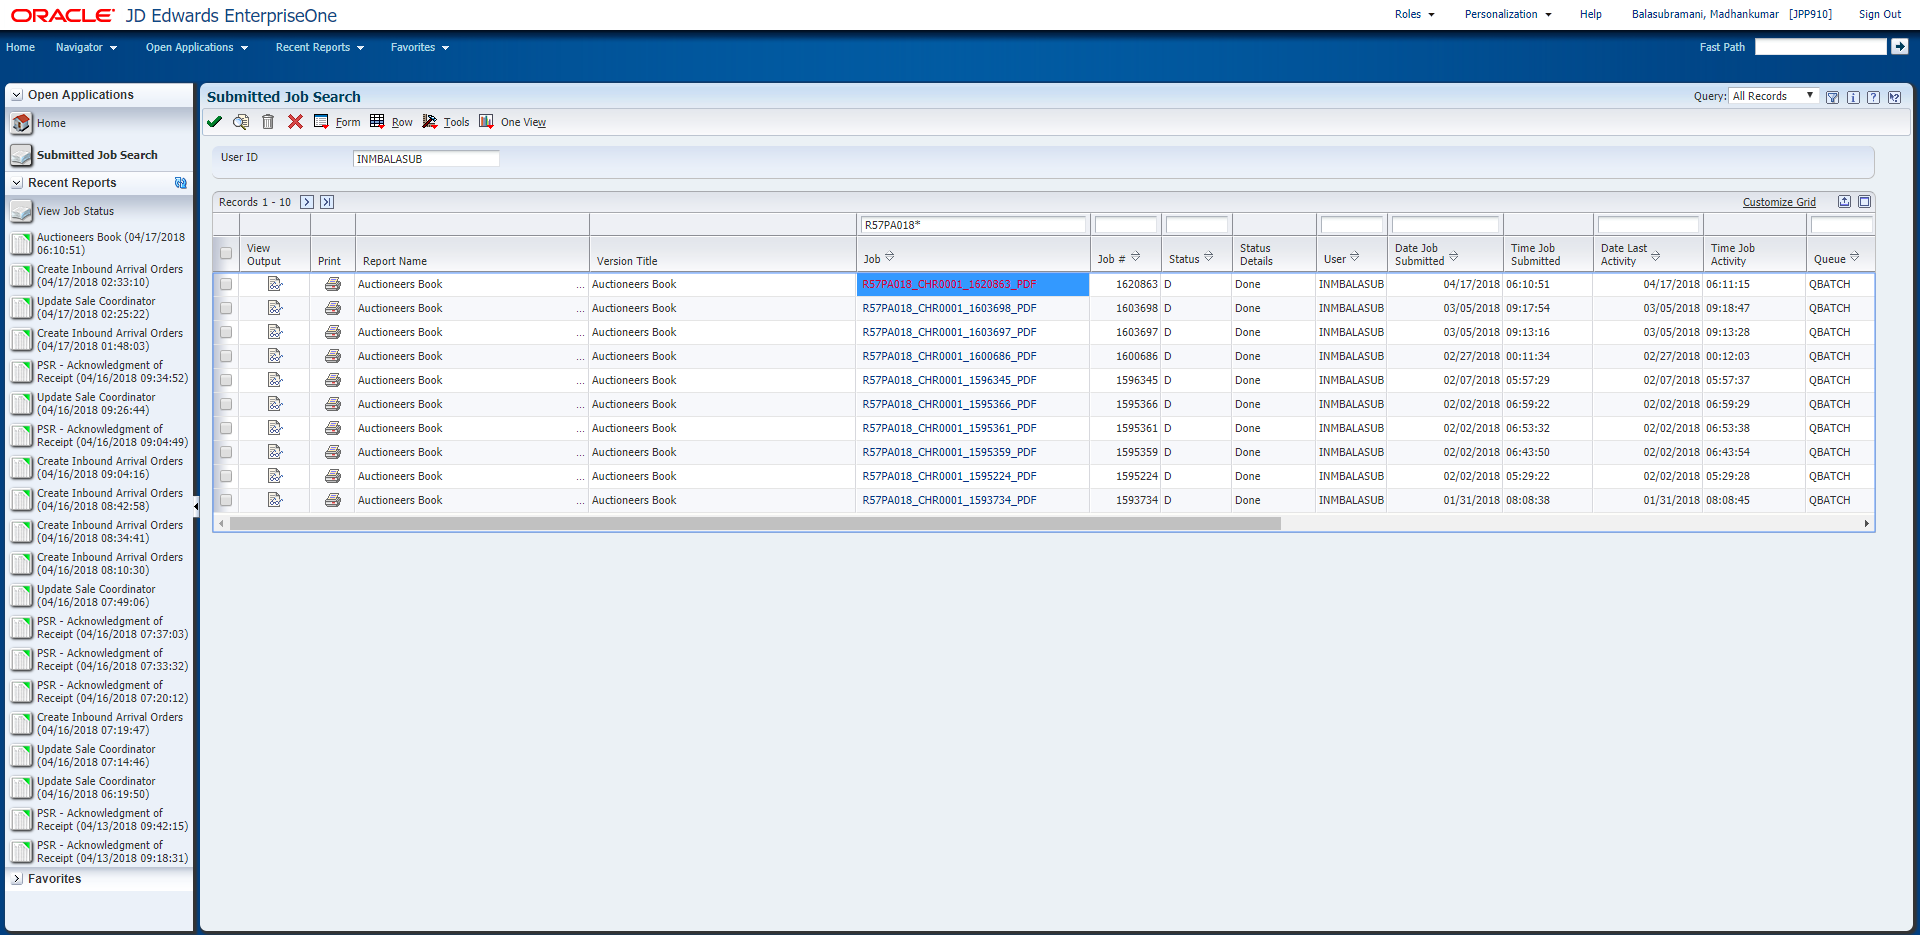 ORACLE JD Edwards EnterpriseOne
Roles Personalization Help Balasubramani, Madhankumar [JPP910] Sign Out
Home Navigator Open Applications Recent Reports Favorites Fast Path
Open Applications
Home
Submitted Job Search
Recent Reports
View Job Status
Auctioneers Book (04/17/2018
06:10:51)
Create Inbound Arrival Orders
(04/17/2018 02:33:10)
Update Sale Coordinator
(04/17/2018 02:25:22)
Create Inbound Arrival Orders
(04/17/2018 01:48:03)
PSR - Acknowledgment of
Receipt (04/16/2018 09:34:52)
Update Sale Coordinator
(04/16/2018 09:26:44)
PSR - Acknowledgment of
Receipt (04/16/2018 09:04:49)
Create Inbound Arrival Orders
(04/16/2018 09:04:16)
Create Inbound Arrival Orders
(04/16/2018 08:42:58)
Create Inbound Arrival Orders
(04/16/2018 08:34:41)
Create Inbound Arrival Orders
(04/16/2018 08:10:30)
Update Sale Coordinator
(04/16/2018 07:49:06)
PSR - Acknowledgment of
Receipt (04/16/2018 07:37:03)
PSR - Acknowledgment of
Receipt (04/16/2018 07:33:32)
PSR - Acknowledgment of
Receipt (04/16/2018 07:20:12)
Create Inbound Arrival Orders
(04/16/2018 07:19:47)
Update Sale Coordinator
(04/16/2018 07:14:46)
Update Sale Coordinator
(04/16/2018 06:19:50)
PSR - Acknowledgment of
Receipt (04/13/2018 09:42:15)
PSR - Acknowledgment of
Receipt (04/13/2018 09:18:31)
Favorites
Submitted Job Search
Query: All Records
Form Row Tools One View
User ID INMBALASUB
Records 1 - 10 Customize Grid
R57PA018*
View Output Print Report Name Version Title Job Job # Status Status Details User Date Job Submitted Time Job Submitted Date Last Activity Time Job Activity Queue
Auctioneers Book ... Auctioneers Book R57PA018_CHR0001_1620863_PDF 1620863 D Done INMBALASUB 04/17/2018 06:10:51 04/17/2018 06:11:15 QBATCH
Auctioneers Book ... Auctioneers Book R57PA018_CHR0001_1603698_PDF 1603698 D Done INMBALASUB 03/05/2018 09:17:54 03/05/2018 09:18:47 QBATCH
Auctioneers Book ... Auctioneers Book R57PA018_CHR0001_1603697_PDF 1603697 D Done INMBALASUB 03/05/2018 09:13:16 03/05/2018 09:13:28 QBATCH
Auctioneers Book ... Auctioneers Book R57PA018_CHR0001_1600686_PDF 1600686 D Done INMBALASUB 02/27/2018 00:11:34 02/27/2018 00:12:03 QBATCH
Auctioneers Book ... Auctioneers Book R57PA018_CHR0001_1596345_PDF 1596345 D Done INMBALASUB 02/07/2018 05:57:29 02/07/2018 05:57:37 QBATCH
Auctioneers Book ... Auctioneers Book R57PA018_CHR0001_1595366_PDF 1595366 D Done INMBALASUB 02/02/2018 06:59:22 02/02/2018 06:59:29 QBATCH
Auctioneers Book ... Auctioneers Book R57PA018_CHR0001_1595361_PDF 1595361 D Done INMBALASUB 02/02/2018 06:53:32 02/02/2018 06:53:38 QBATCH
Auctioneers Book ... Auctioneers Book R57PA018_CHR0001_1595359_PDF 1595359 D Done INMBALASUB 02/02/2018 06:43:50 02/02/2018 06:43:54 QBATCH
Auctioneers Book ... Auctioneers Book R57PA018_CHR0001_1595224_PDF 1595224 D Done INMBALASUB 02/02/2018 05:29:22 02/02/2018 05:29:28 QBATCH
Auctioneers Book ... Auctioneers Book R57PA018_CHR0001_1593734_PDF 1593734 D Done INMBALASUB 01/31/2018 08:08:38 01/31/2018 08:08:45 QBATCH